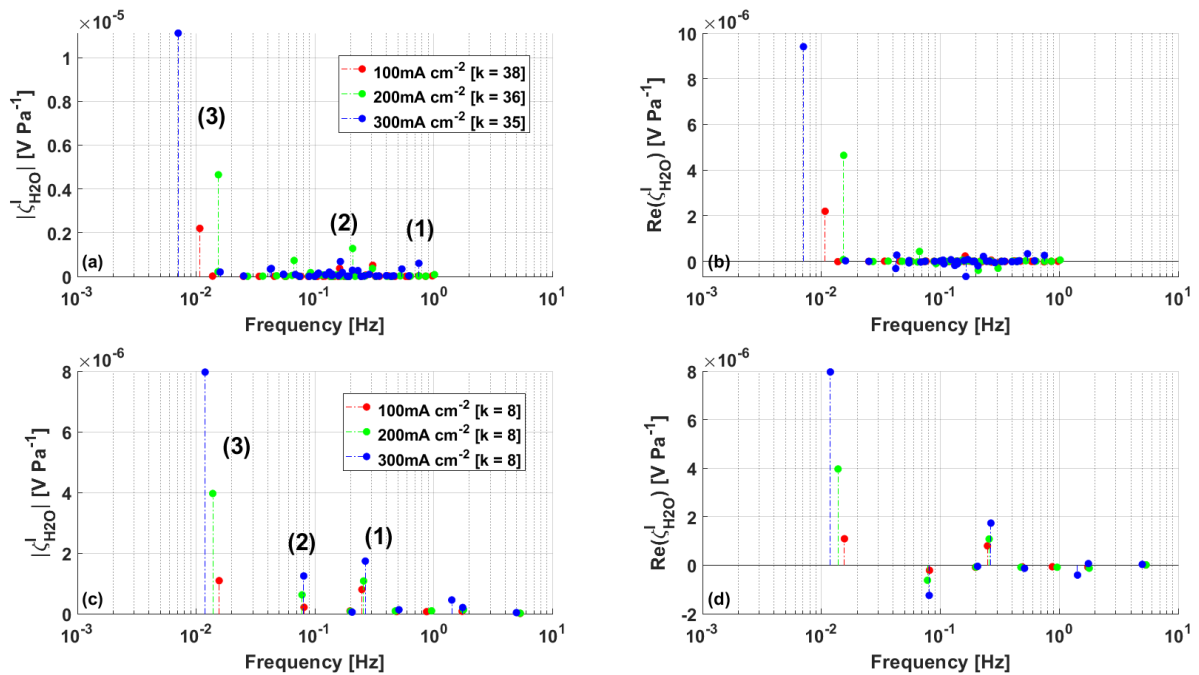 ×10⁻⁵
1
0.8
0.6
0.4
0.2
0
|ζᴵH2O| [V Pa⁻¹]
100mA cm⁻² [k = 38]
200mA cm⁻² [k = 36]
300mA cm⁻² [k = 35]
(3)
(2)
(1)
(a)
10⁻³ 10⁻² 10⁻¹ 10⁰ 10¹
Frequency [Hz]
×10⁻⁶
10
8
6
4
2
0
Re(ζᴵH2O) [V Pa⁻¹]
(b)
10⁻³ 10⁻² 10⁻¹ 10⁰ 10¹
Frequency [Hz]
×10⁻⁶
8
6
4
2
0
|ζᴵH2O| [V Pa⁻¹]
100mA cm⁻² [k = 8]
200mA cm⁻² [k = 8]
300mA cm⁻² [k = 8]
(3)
(2)
(1)
(c)
10⁻³ 10⁻² 10⁻¹ 10⁰ 10¹
Frequency [Hz]
×10⁻⁶
8
6
4
2
0
-2
Re(ζᴵH2O) [V Pa⁻¹]
(d)
10⁻³ 10⁻² 10⁻¹ 10⁰ 10¹
Frequency [Hz]